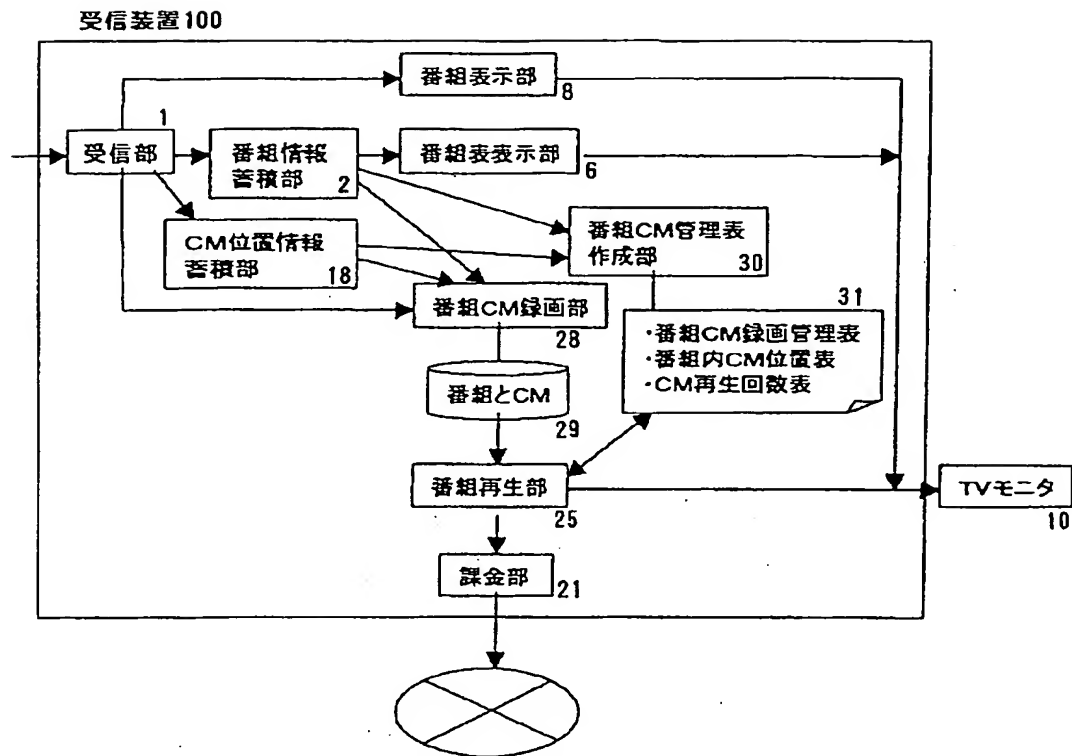 受信装置100
番組表示部
8
1
受信部
番組情報
蓄積部
2
番組表表示部
6
CM位置情報
蓄積部
18
番組CM管理表
作成部
30
番組CM録画部
28
31
・番組CM録画管理表
・番組内CM位置表
・CM再生回数表
番組とCM
29
番組再生部
25
TVモニタ
10
課金部
21